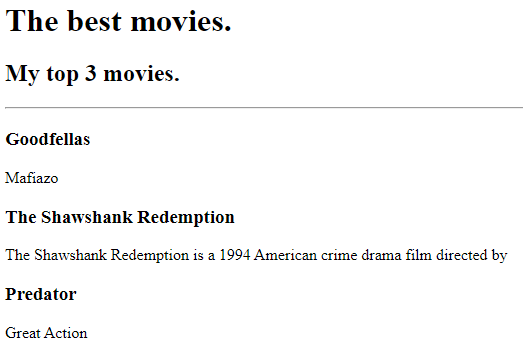 The best movies.
My top 3 movies.
Goodfellas
Mafiazo
The Shawshank Redemption
The Shawshank Redemption is a 1994 American crime drama film directed by
Predator
Great Action